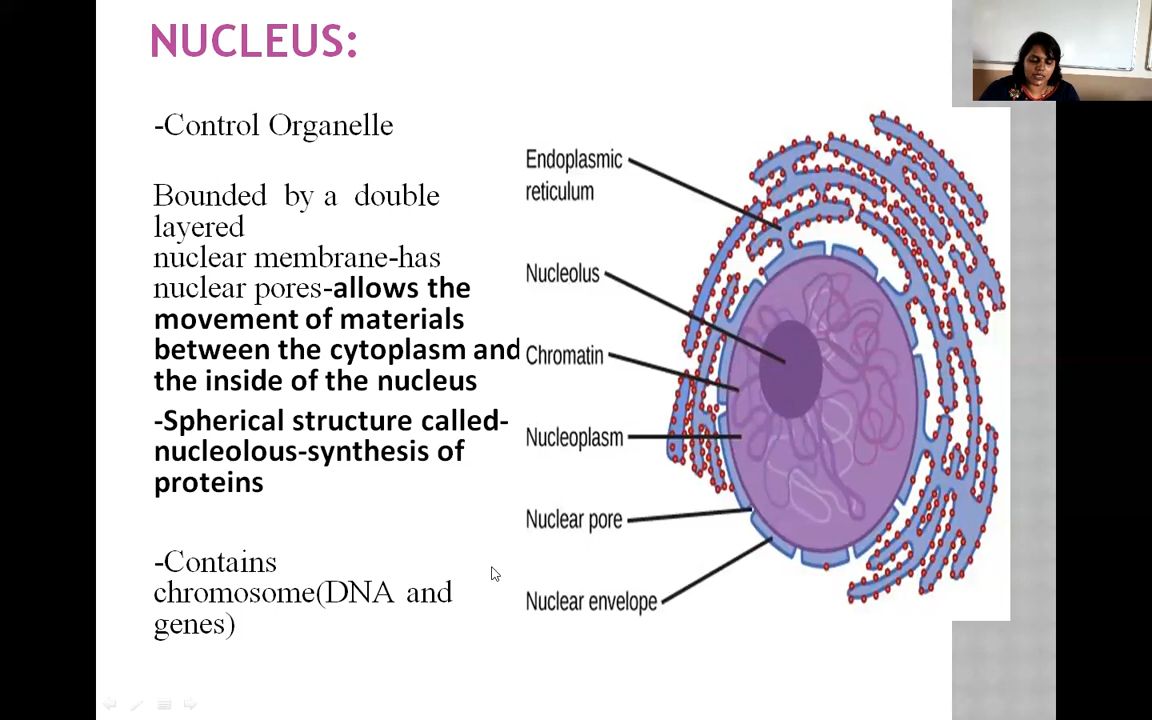 NUCLEUS:
-Control Organelle
Bounded by a double
layered
nuclear membrane-has
nuclear pores-allows the
movement of materials
between the cytoplasm and
the inside of the nucleus
-Spherical structure called-
nucleolous-synthesis of
proteins
-Contains
chromosome(DNA and
genes)
Endoplasmic
reticulum
Nucleolus
Chromatin
Nucleoplasm
Nuclear pore
Nuclear envelope